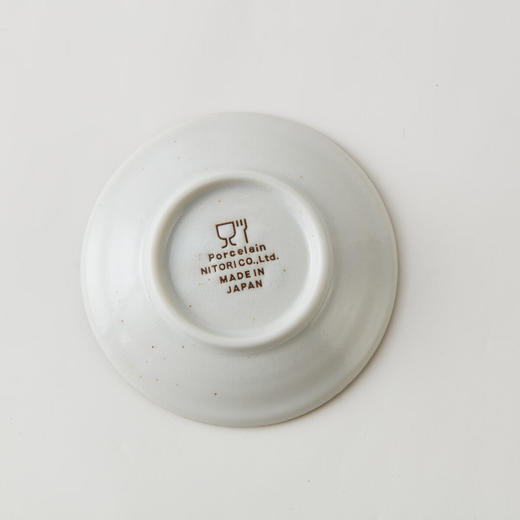 Porcelain
NITORI CO.,Ltd.
MADE IN
JAPAN